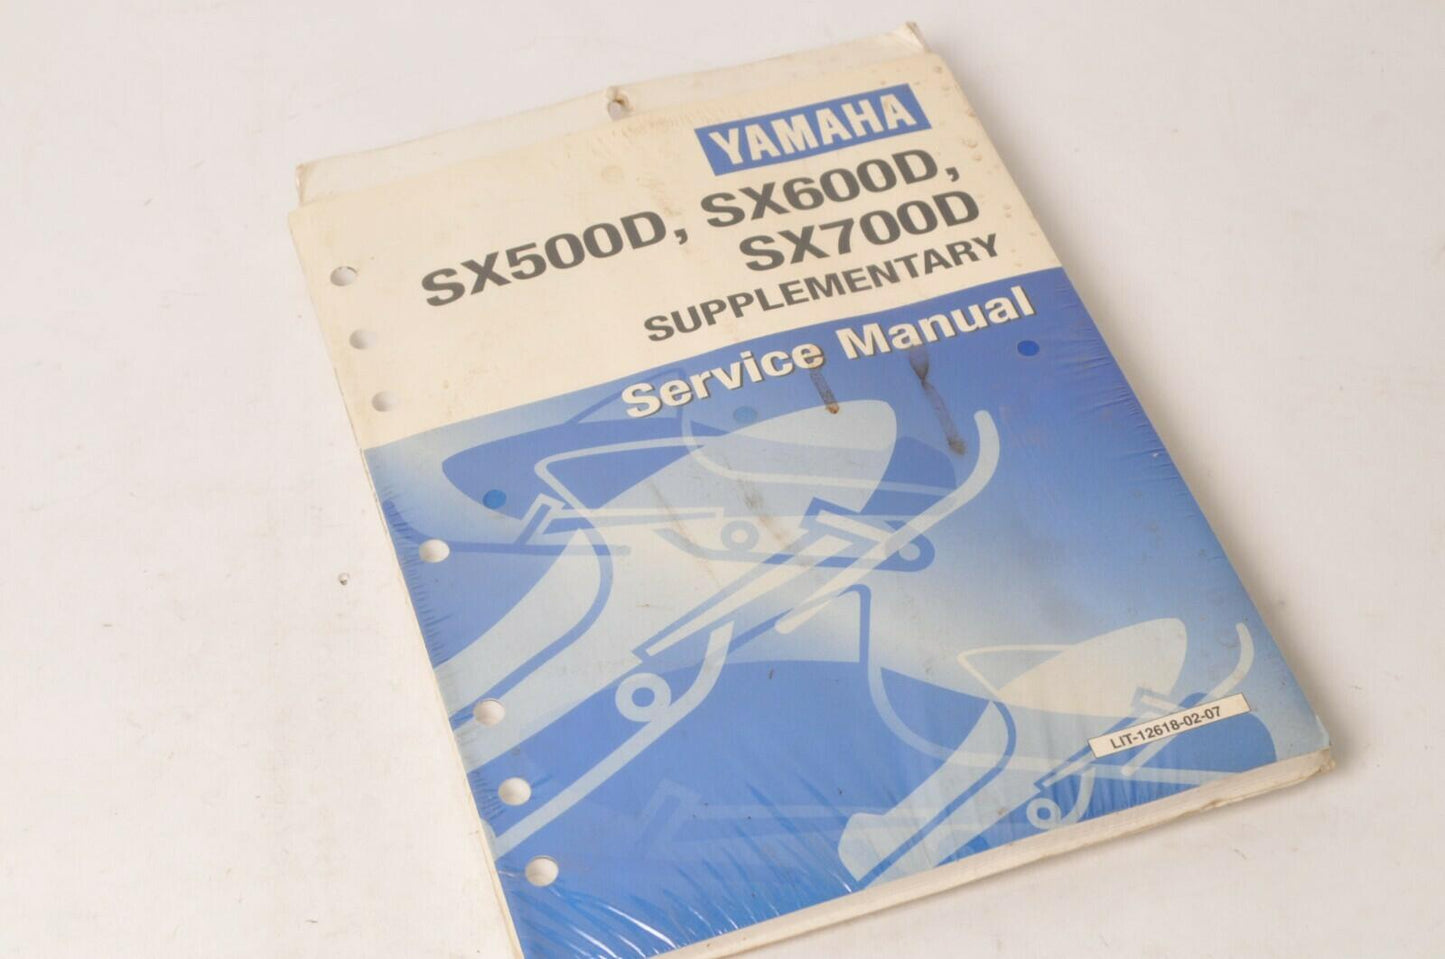 YAMAHA
SX500D, SX600D,
SX700D
SUPPLEMENTARY
Service Manual
LIT-12618-02-07